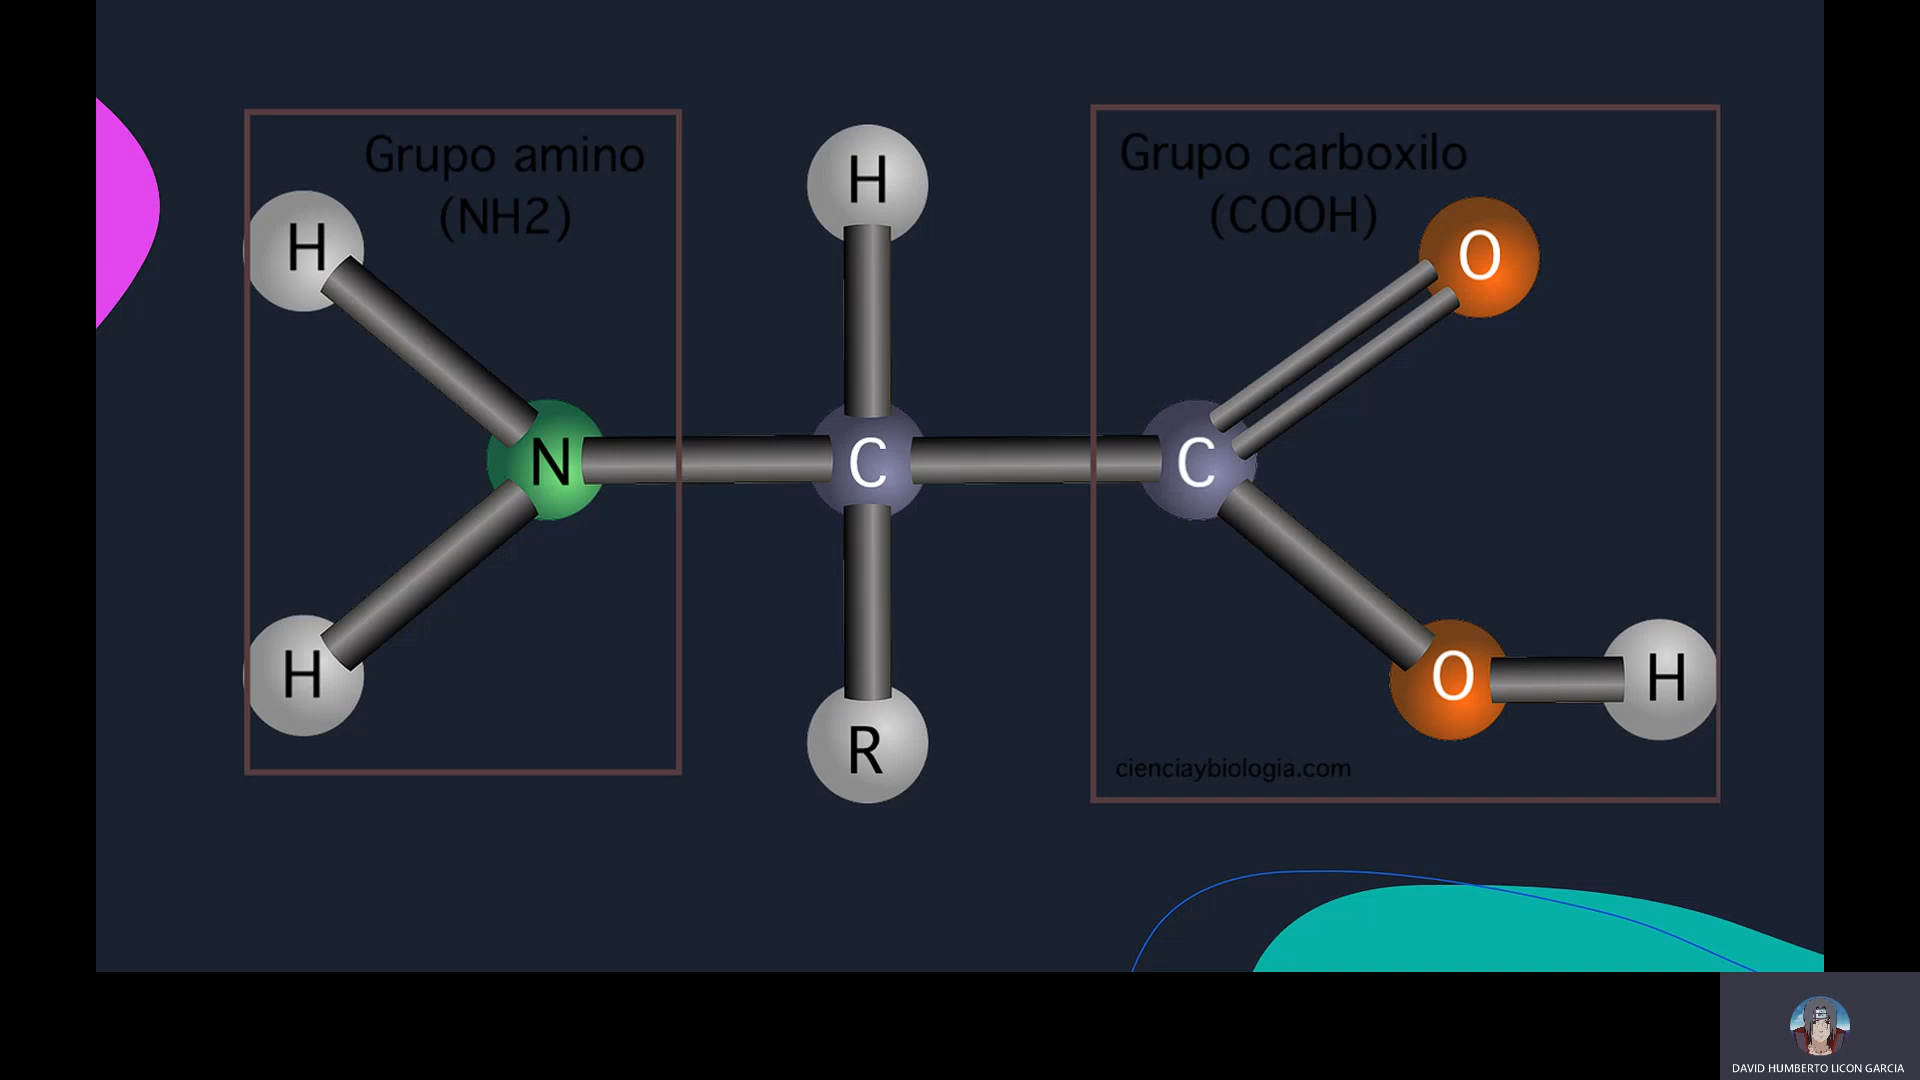 Grupo amino
(NH2)
H
H
N
H
C
R
Grupo carboxilo
(COOH)
O
C
O
H
cienciaybiologia.com
DAVID HUMBERTO LICON GARCIA